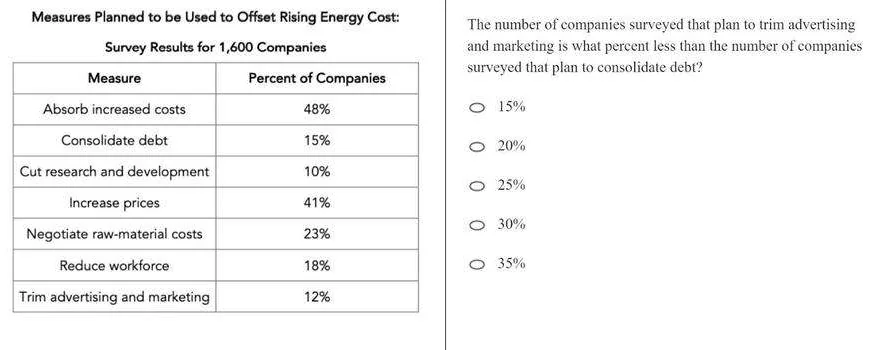 Measures Planned to be Used to Offset Rising Energy Cost:
Survey Results for 1,600 Companies
Measure Percent of Companies
Absorb increased costs 48%
Consolidate debt 15%
Cut research and development 10%
Increase prices 41%
Negotiate raw-material costs 23%
Reduce workforce 18%
Trim advertising and marketing 12%
The number of companies surveyed that plan to trim advertising
and marketing is what percent less than the number of companies
surveyed that plan to consolidate debt?
15%
20%
25%
30%
35%